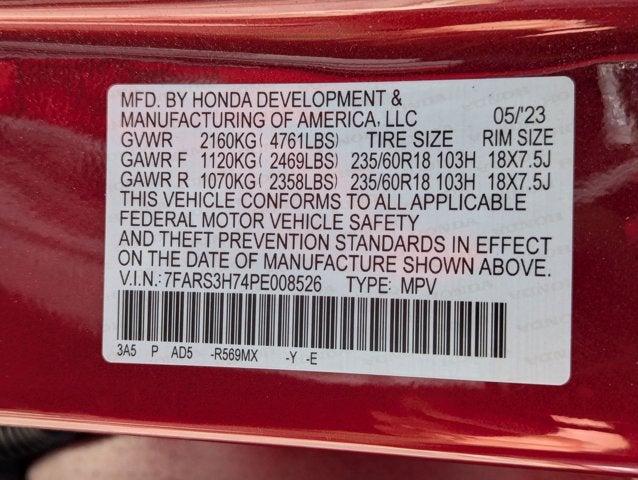 MFD. BY HONDA DEVELOPMENT &
MANUFACTURING OF AMERICA, LLC 05/'23
GVWR 2160KG( 4761LBS) TIRE SIZE RIM SIZE
GAWR F 1120KG( 2469LBS) 235/60R18 103H 18X7.5J
GAWR R 1070KG( 2358LBS) 235/60R18 103H 18X7.5J
THIS VEHICLE CONFORMS TO ALL APPLICABLE
FEDERAL MOTOR VEHICLE SAFETY
AND THEFT PREVENTION STANDARDS IN EFFECT
ON THE DATE OF MANUFACTURE SHOWN ABOVE.
V.I.N.:7FARS3H74PE008526 TYPE: MPV
3A5 P AD5 -R569MX -Y -E